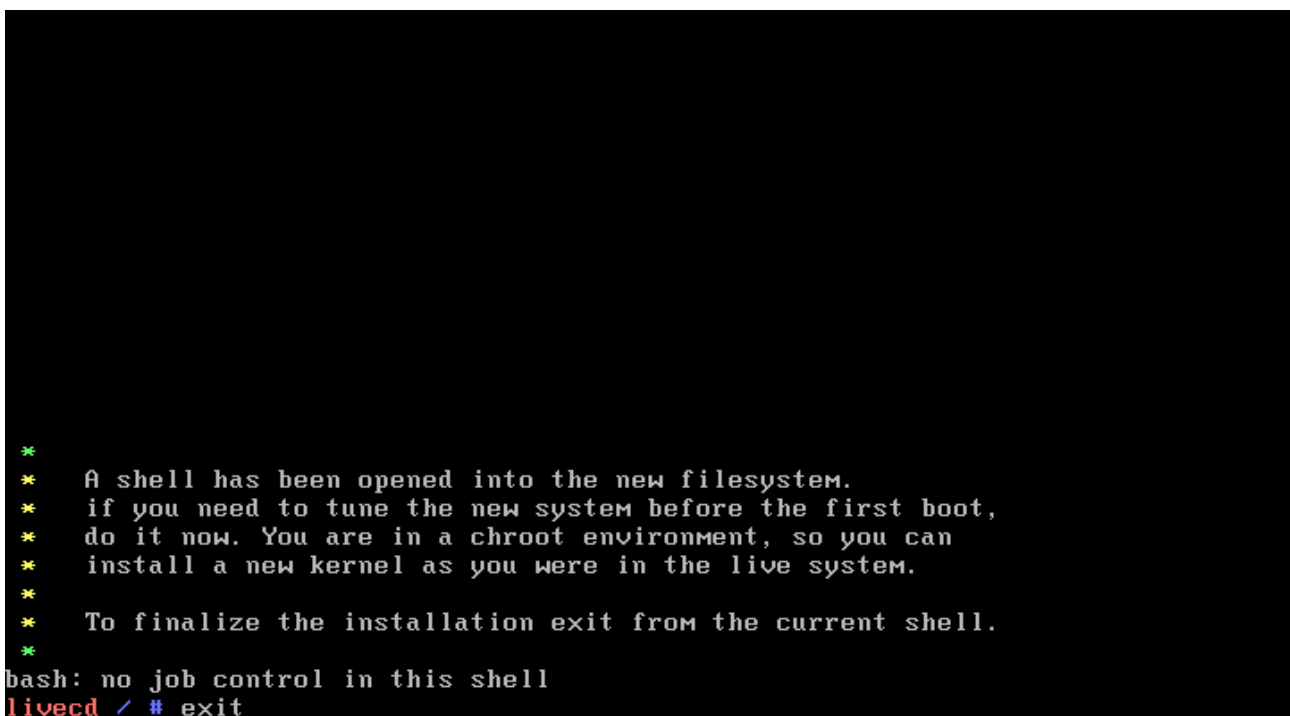 *
* A shell has been opened into the new filesystem.
* if you need to tune the new system before the first boot,
* do it now. You are in a chroot environment, so you can
* install a new kernel as you were in the live system.
*
* To finalize the installation exit from the current shell.
*
bash: no job control in this shell
livecd / # exit